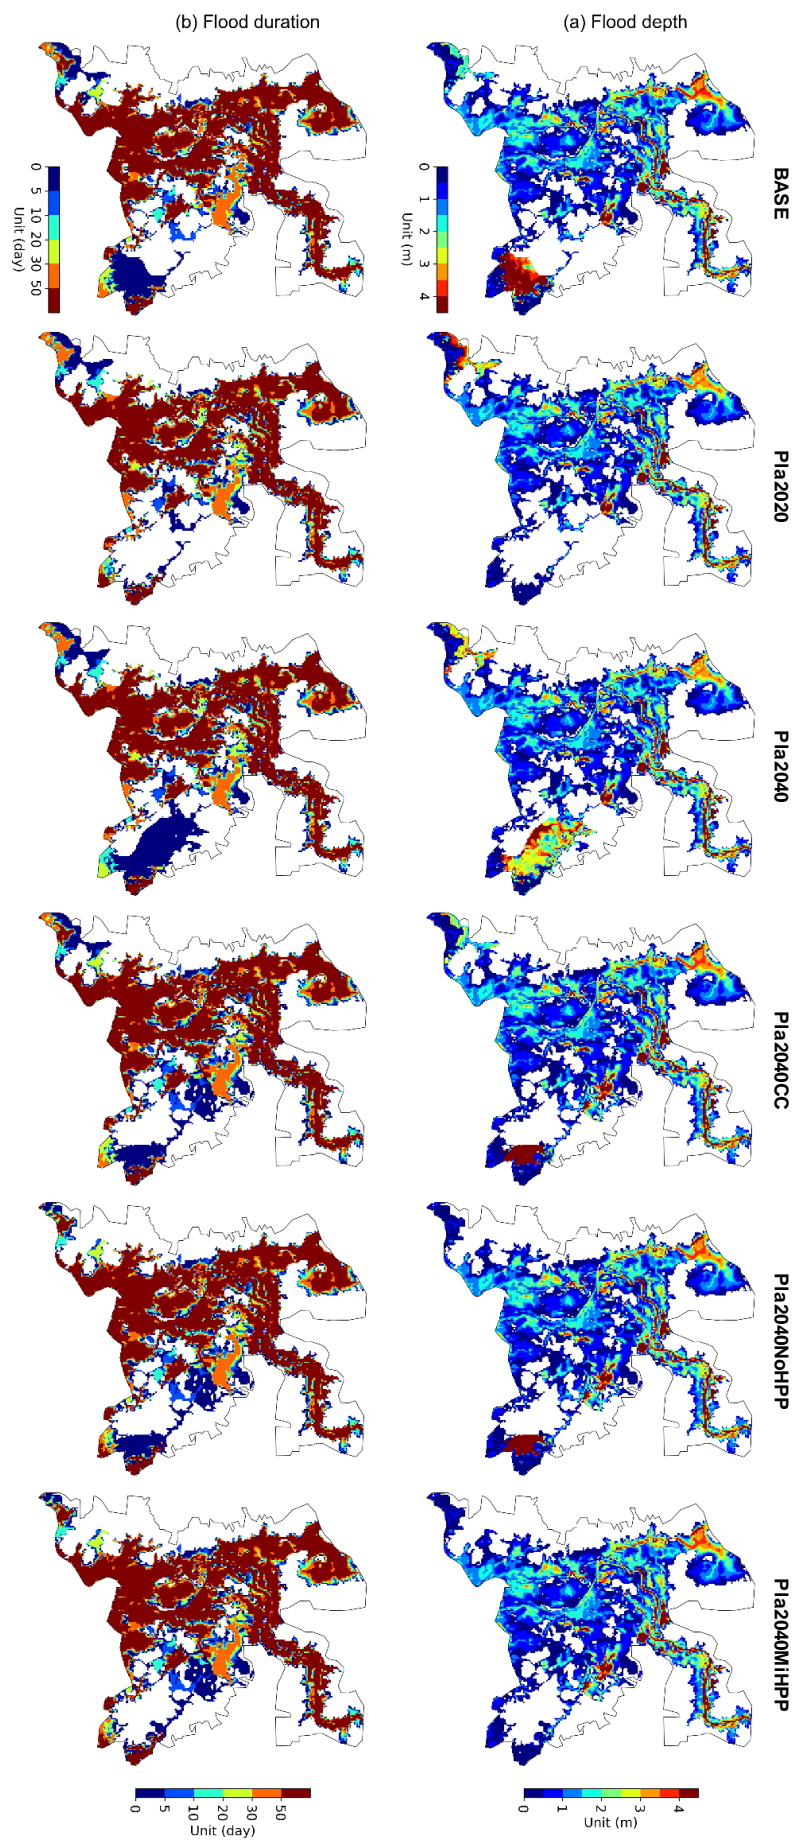 (b) Flood duration
(a) Flood depth
BASE
0
5
10
20
30
50
Unit (day)
0
1
2
3
4
Unit (m)
Pla2020
Pla2040
Pla2040CC
Pla2040NoHPP
Pla2040MiHPP
0
5
10
20
30
50
Unit (day)
0
1
2
3
4
Unit (m)